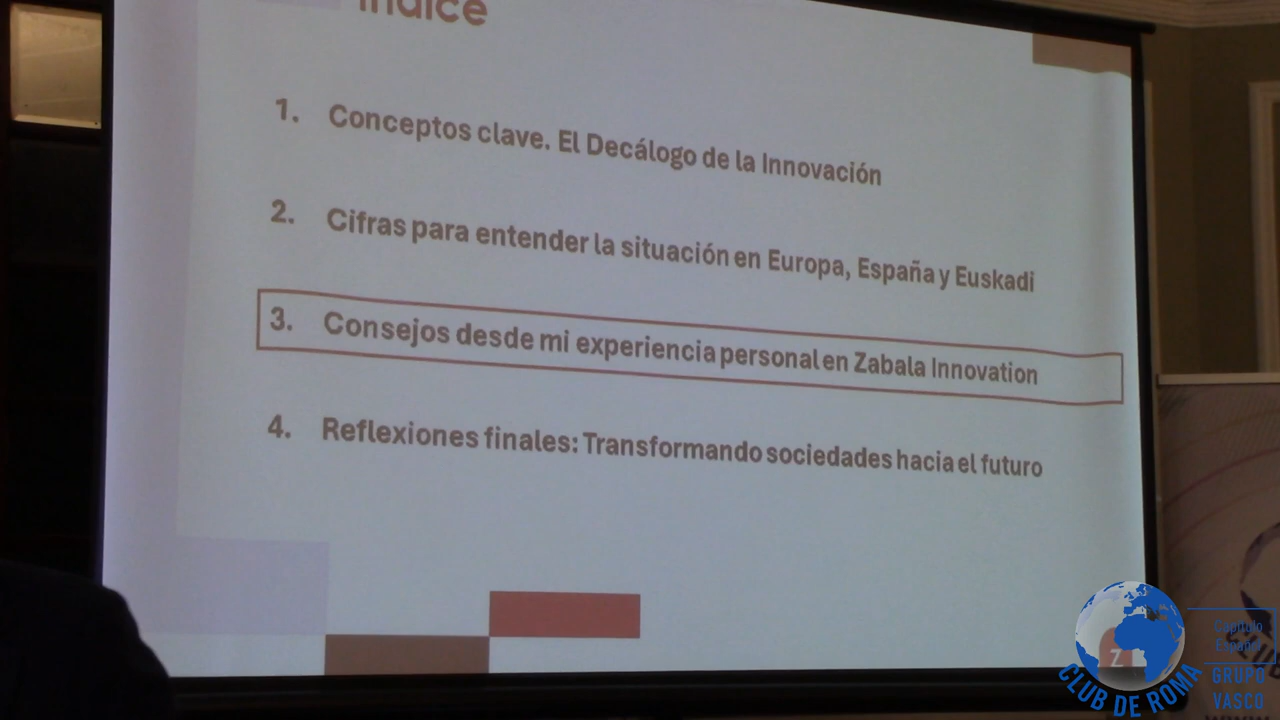 Índice
1. Conceptos clave. El Decálogo de la Innovación
2. Cifras para entender la situación en Europa, España y Euskadi
3. Consejos desde mi experiencia personal en Zabala Innovation
4. Reflexiones finales: Transformando sociedades hacia el futuro
Z
CLUB DE ROMA
Capítulo
Español
GRUPO
VASCO